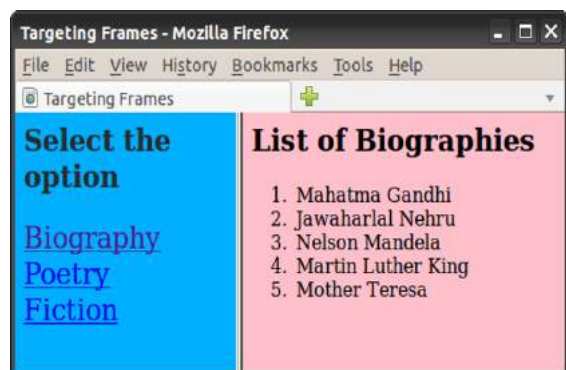 Targeting Frames - Mozilla Firefox
File Edit View History Bookmarks Tools Help
Targeting Frames
Select the
option
Biography
Poetry
Fiction
List of Biographies
1. Mahatma Gandhi
2. Jawaharlal Nehru
3. Nelson Mandela
4. Martin Luther King
5. Mother Teresa